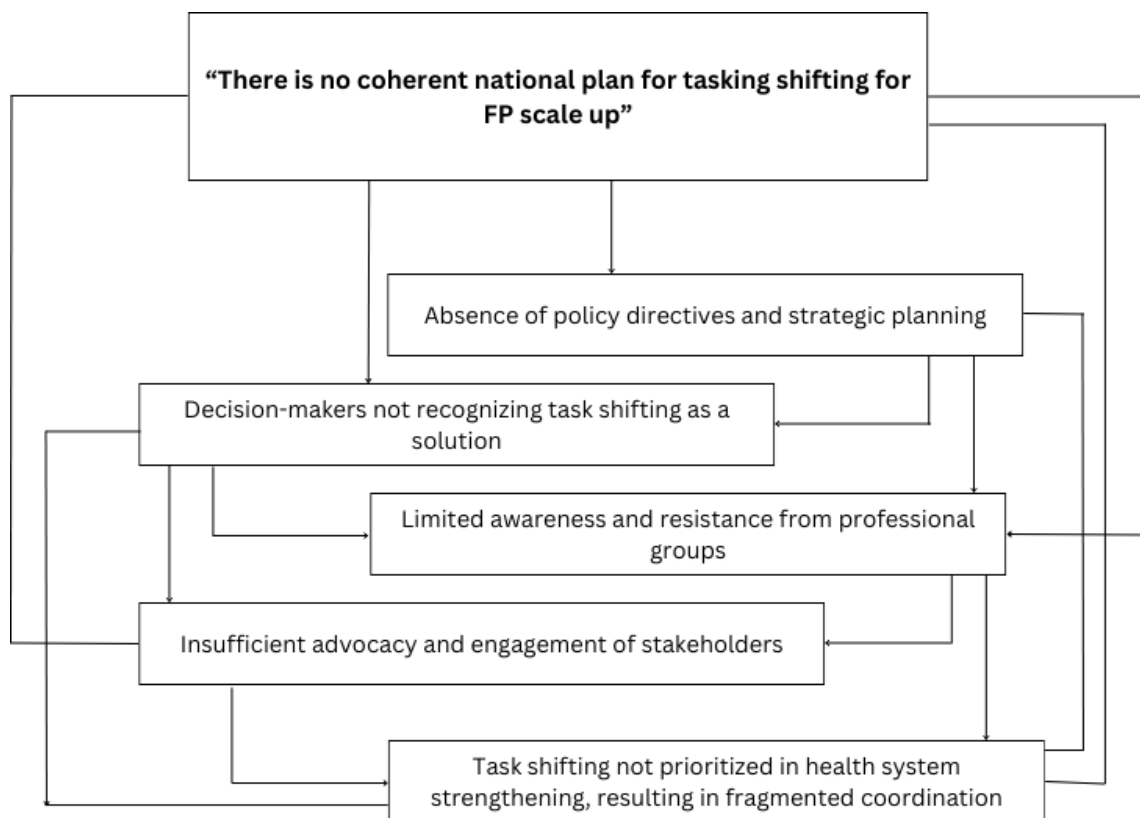 “There is no coherent national plan for tasking shifting for
FP scale up”
Absence of policy directives and strategic planning
Decision-makers not recognizing task shifting as a
solution
Limited awareness and resistance from professional
groups
Insufficient advocacy and engagement of stakeholders
Task shifting not prioritized in health system
strengthening, resulting in fragmented coordination